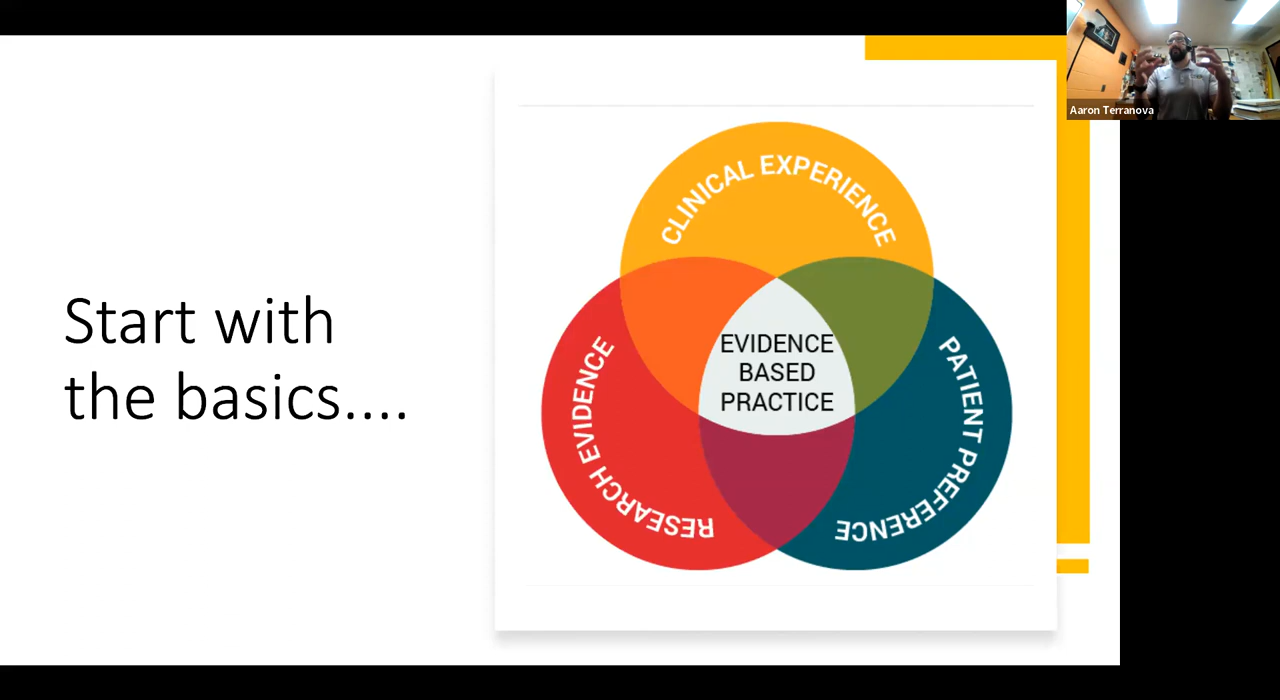 Start with
the basics....
CLINICAL EXPERIENCE
RESEARCH EVIDENCE
EVIDENCE
BASED
PRACTICE
PATIENT PREFERENCE
Aaron Terranova